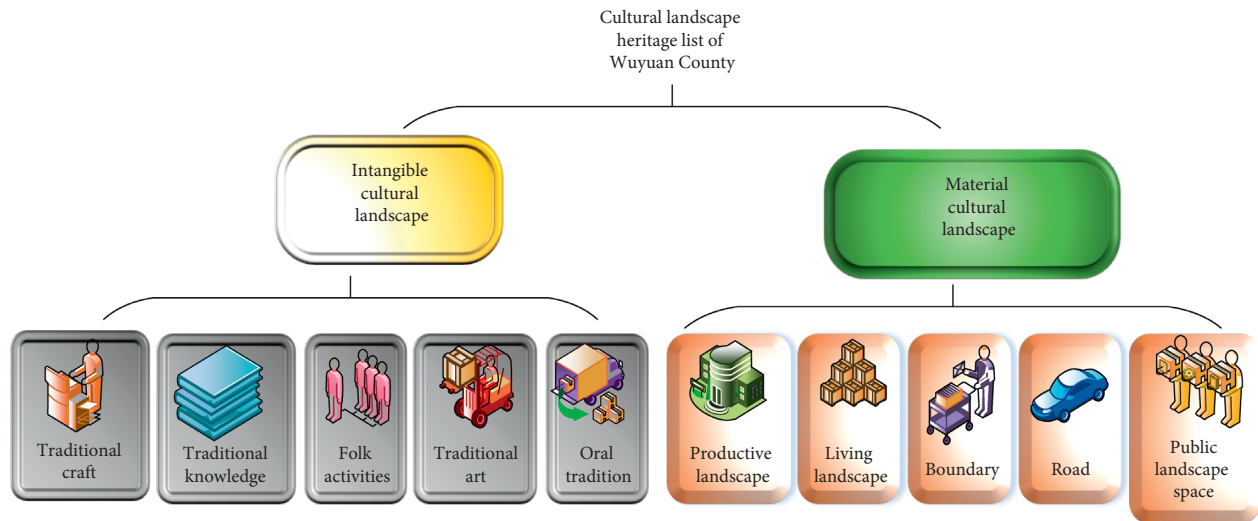 Cultural landscape
heritage list of
Wuyuan County
Intangible
cultural
landscape
Material
cultural
landscape
Traditional
craft
Traditional
knowledge
Folk
activities
Traditional
art
Oral
tradition
Productive
landscape
Living
landscape
Boundary
Road
Public
landscape
space